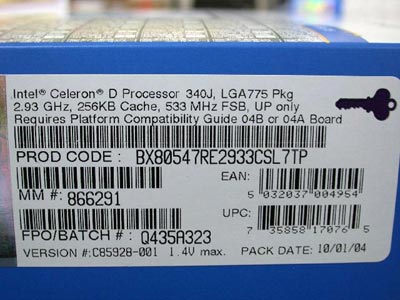 Intel® Celeron® D Processor 340J, LGA775 Pkg
2.93 GHz, 256KB Cache, 533 MHz FSB, UP only
Requires Platform Compatibility Guide 04B or 04A Board
PROD CODE : BX80547RE2933CSL7TP
EAN:
5 032037 004954
MM #: 866291
UPC:
7 35858 17076 5
FPO/BATCH # : Q435A323
VERSION #:C85928-001 1.4V max. PACK DATE: 10/01/04